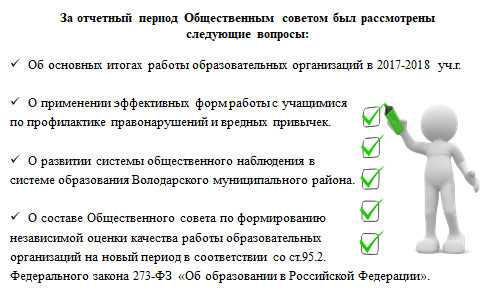 За отчетный период Общественным советом был рассмотрены
следующие вопросы:
✓ Об основных итогах работы образовательных организаций в 2017-2018 уч.г.
✓ О применении эффективных форм работы с учащимися
по профилактике правонарушений и вредных привычек.
✓ О развитии системы общественного наблюдения в
системе образования Володарского муниципального района.
✓ О составе Общественного совета по формированию
независимой оценки качества работы образовательных
организаций на новый период в соответствии со ст.95.2.
Федерального закона 273-ФЗ «Об образовании в Российской Федерации».